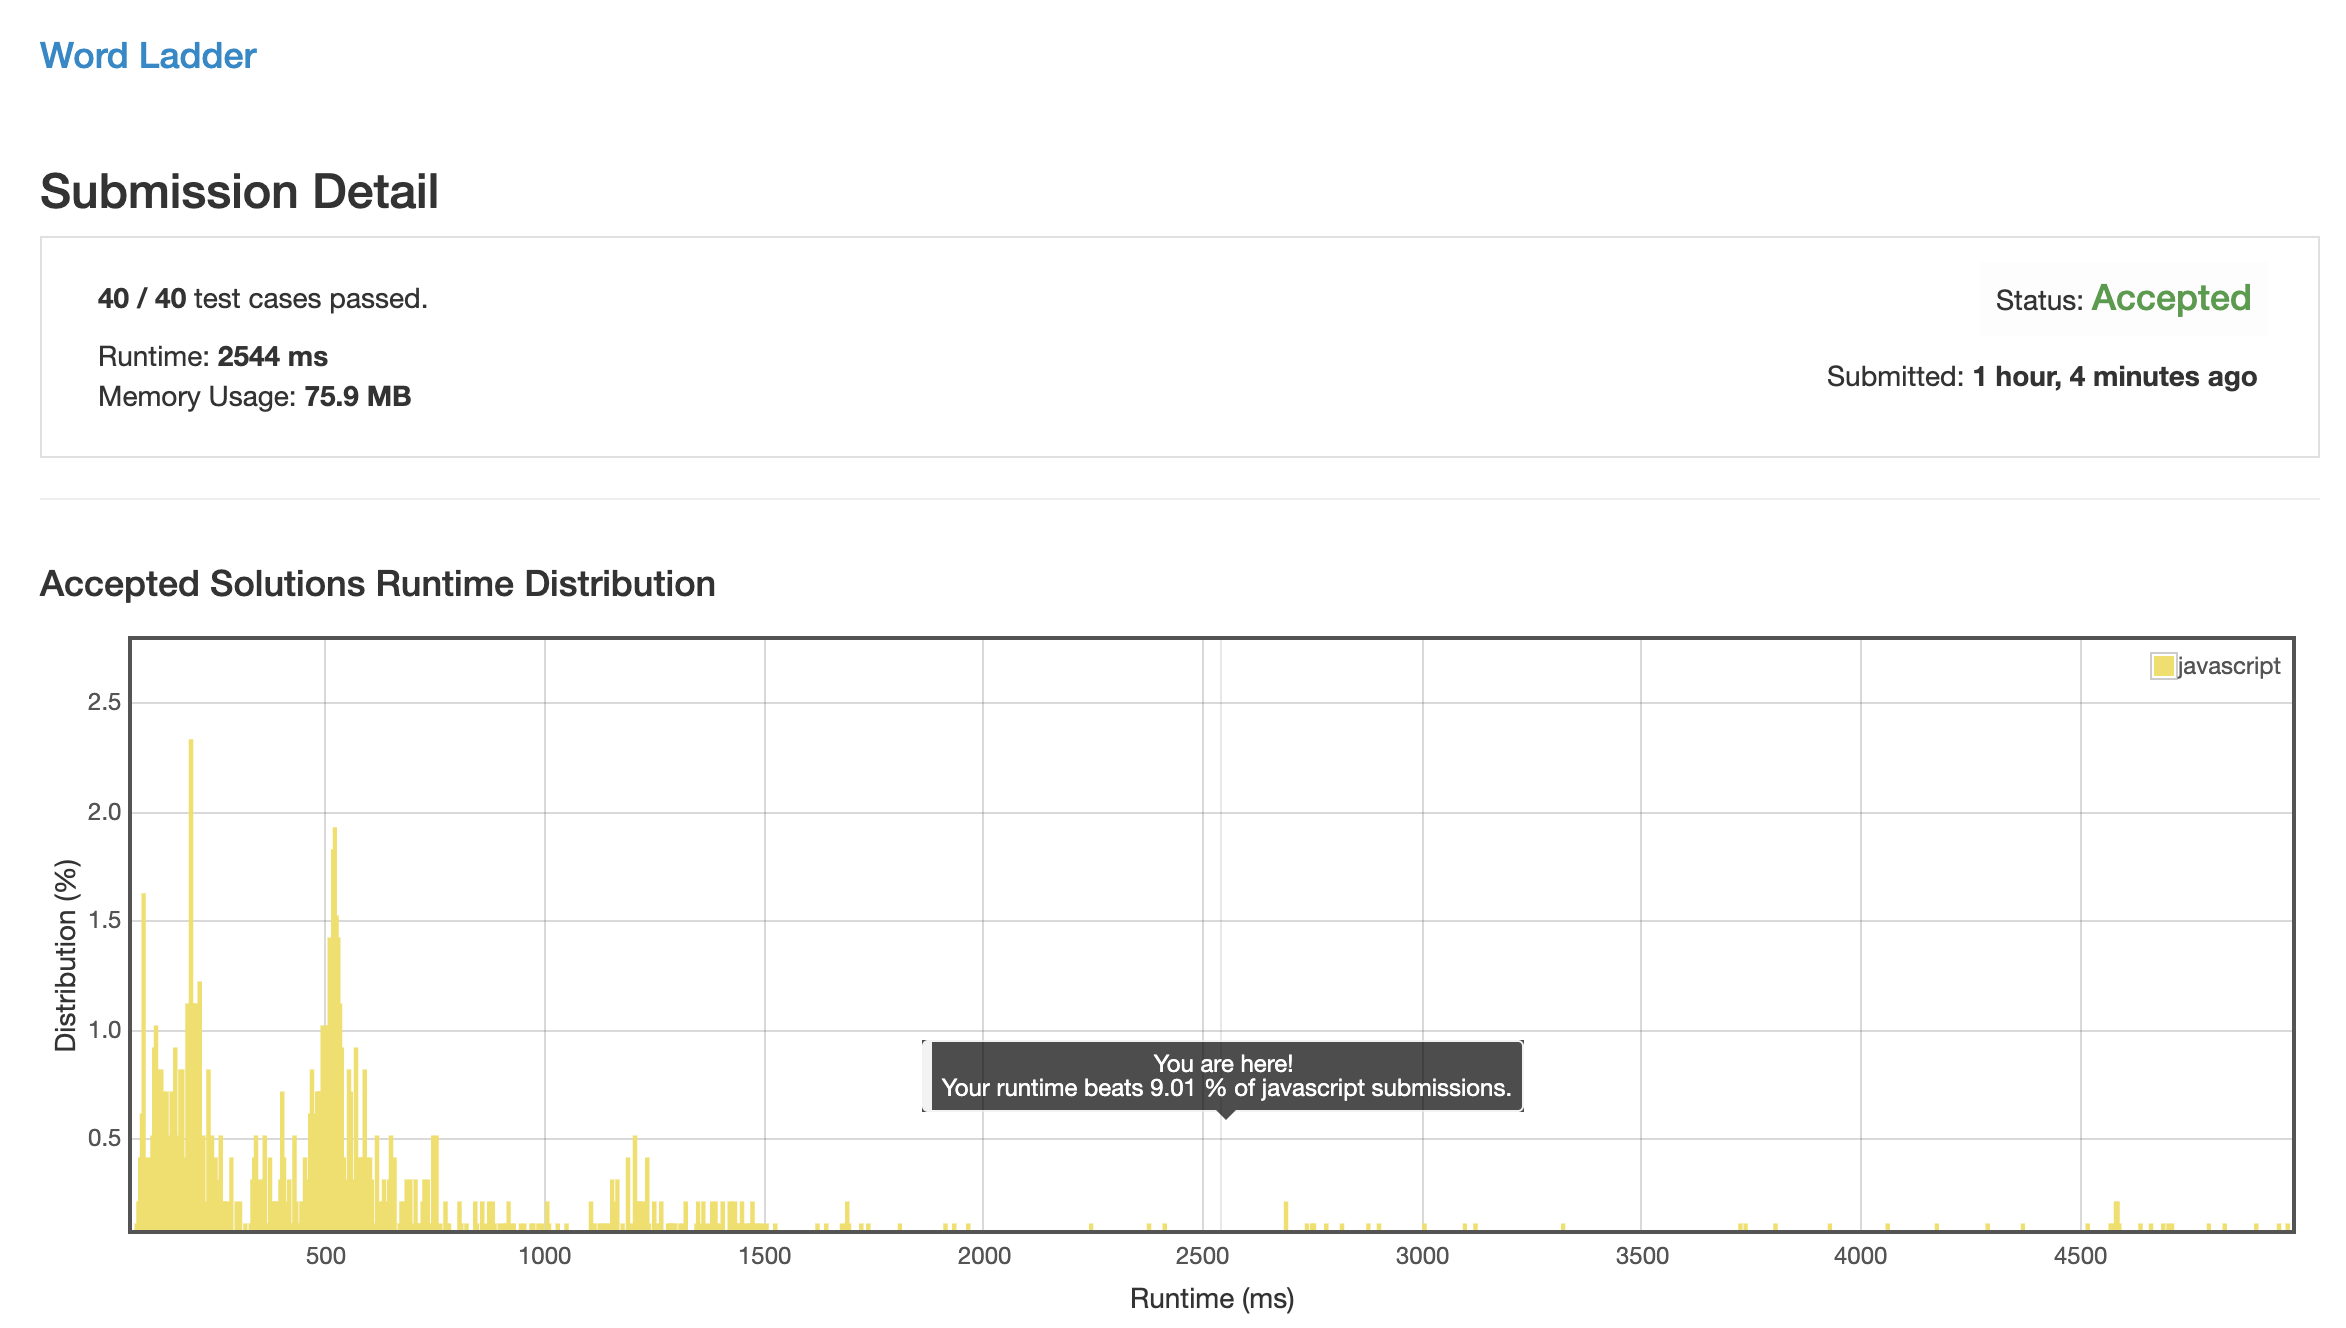 Word Ladder
Submission Detail
40 / 40 test cases passed.
Status: Accepted
Runtime: 2544 ms
Memory Usage: 75.9 MB
Submitted: 1 hour, 4 minutes ago
Accepted Solutions Runtime Distribution
javascript
2.5
2.0
1.5
1.0
0.5
Distribution (%)
You are here!
Your runtime beats 9.01 % of javascript submissions.
500 1000 1500 2000 2500 3000 3500 4000 4500
Runtime (ms)